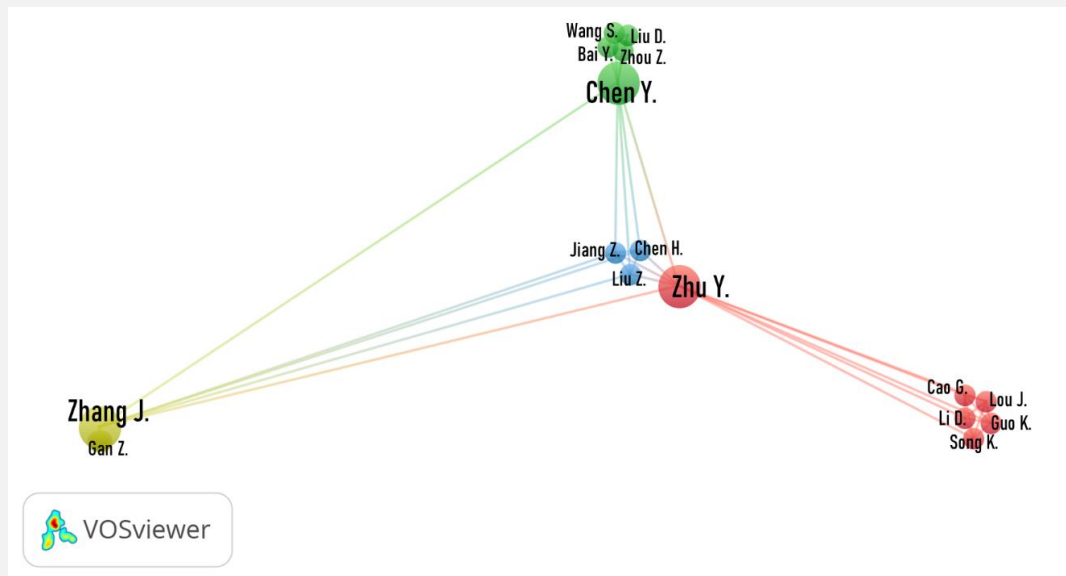 Wang S.
Liu D.
Bai Y.
Zhou Z.
Chen Y.
Jiang Z.
Chen H.
Liu Z.
Zhu Y.
Cao G.
Lou J.
Zhang J.
Li D.
Guo K.
Song K.
Gan Z.
VOSviewer